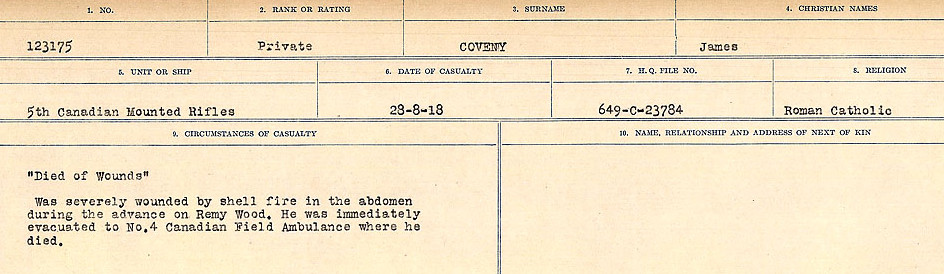 1. NO. 2. RANK OR RATING 3. SURNAME 4. CHRISTIAN NAMES
123175 Private COVENY James
5. UNIT OR SHIP 6. DATE OF CASUALTY 7. H.Q. FILE NO. 8. RELIGION
5th Canadian Mounted Rifles 28-8-18 649-C-23784 Roman Catholic
9. CIRCUMSTANCES OF CASUALTY 10. NAME, RELATIONSHIP AND ADDRESS OF NEXT OF KIN
"Died of Wounds"
Was severely wounded by shell fire in the abdomen
during the advance on Remy Wood. He was immediately
evacuated to No.4 Canadian Field Ambulance where he
died.